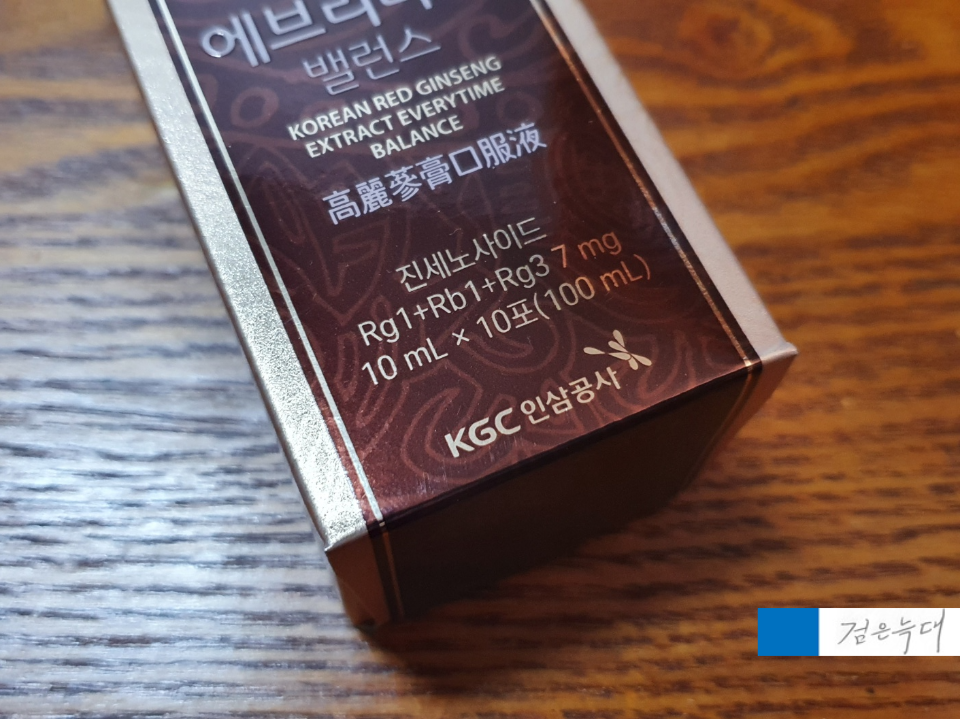 밸런스
KOREAN RED GINSENG
EXTRACT EVERYTIME
BALANCE
高麗蔘膏口服液
진세노사이드
Rg1+Rb1+Rg3 7 mg
10 mL × 10포(100 mL)
KGC 인삼공사
검은늑대